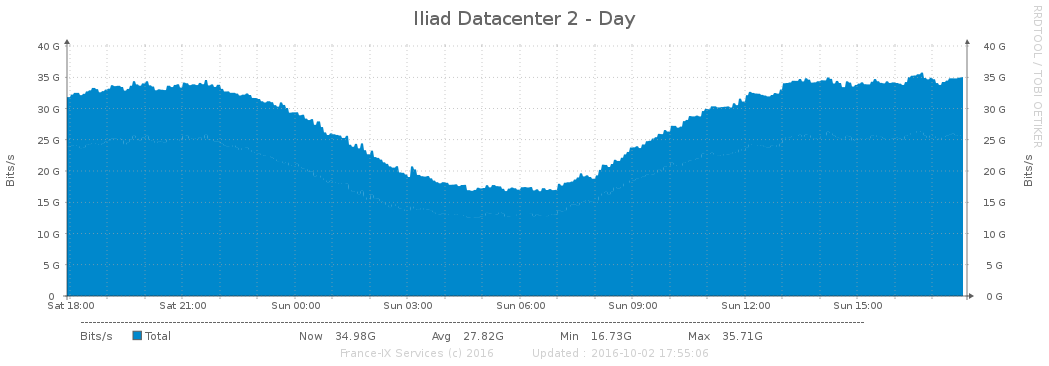 Iliad Datacenter 2 - Day
RRDTOOL / TOBI OETIKER
Bits/s
40 G 40 G
35 G 35 G
30 G 30 G
25 G 25 G
20 G 20 G
15 G 15 G
10 G 10 G
5 G 5 G
0 0 G
Bits/s
Sat 18:00 Sat 21:00 Sun 00:00 Sun 03:00 Sun 06:00 Sun 09:00 Sun 12:00 Sun 15:00
Bits/s Total Now 34.98G Avg 27.82G Min 16.73G Max 35.71G
France-IX Services (c) 2016 Updated : 2016-10-02 17:55:06